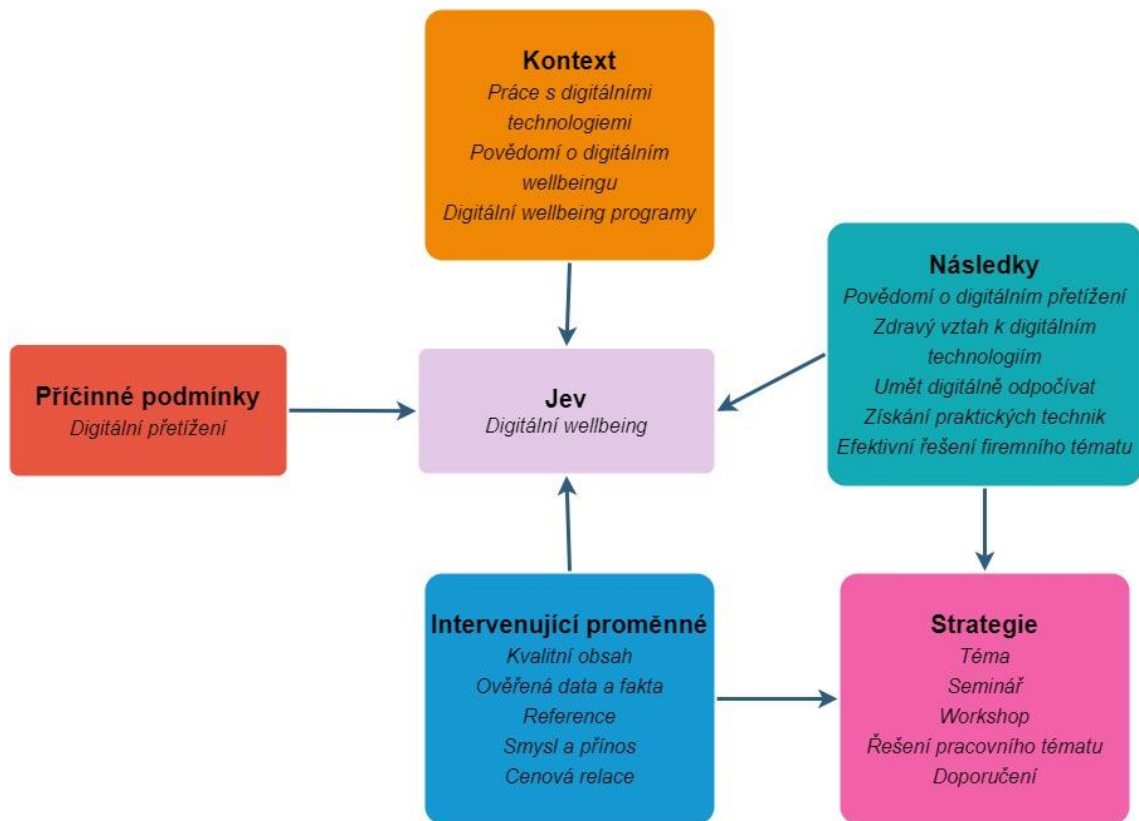 Kontext
Práce s digitálními
technologiemi
Povědomí o digitálním
wellbeingu
Digitální wellbeing programy
Následky
Povědomí o digitálním přetížení
Zdravý vztah k digitálním
technologiím
Umět digitálně odpočívat
Získání praktických technik
Efektivní řešení firemního tématu
Příčinné podmínky
Digitální přetížení
Jev
Digitální wellbeing
Intervenující proměnné
Kvalitní obsah
Ověřená data a fakta
Reference
Smysl a přínos
Cenová relace
Strategie
Téma
Seminář
Workshop
Řešení pracovního tématu
Doporučení